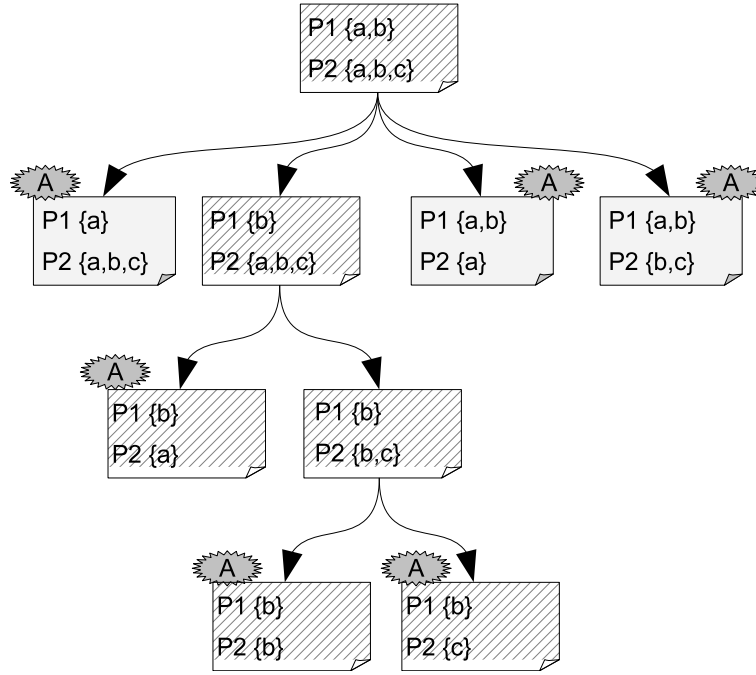 P1 {a,b}
P2 {a,b,c}
A
P1 {a}
P2 {a,b,c}
P1 {b}
P2 {a,b,c}
A
P1 {a,b}
P2 {a}
A
P1 {a,b}
P2 {b,c}
A
P1 {b}
P2 {a}
P1 {b}
P2 {b,c}
A
P1 {b}
P2 {b}
A
P1 {b}
P2 {c}